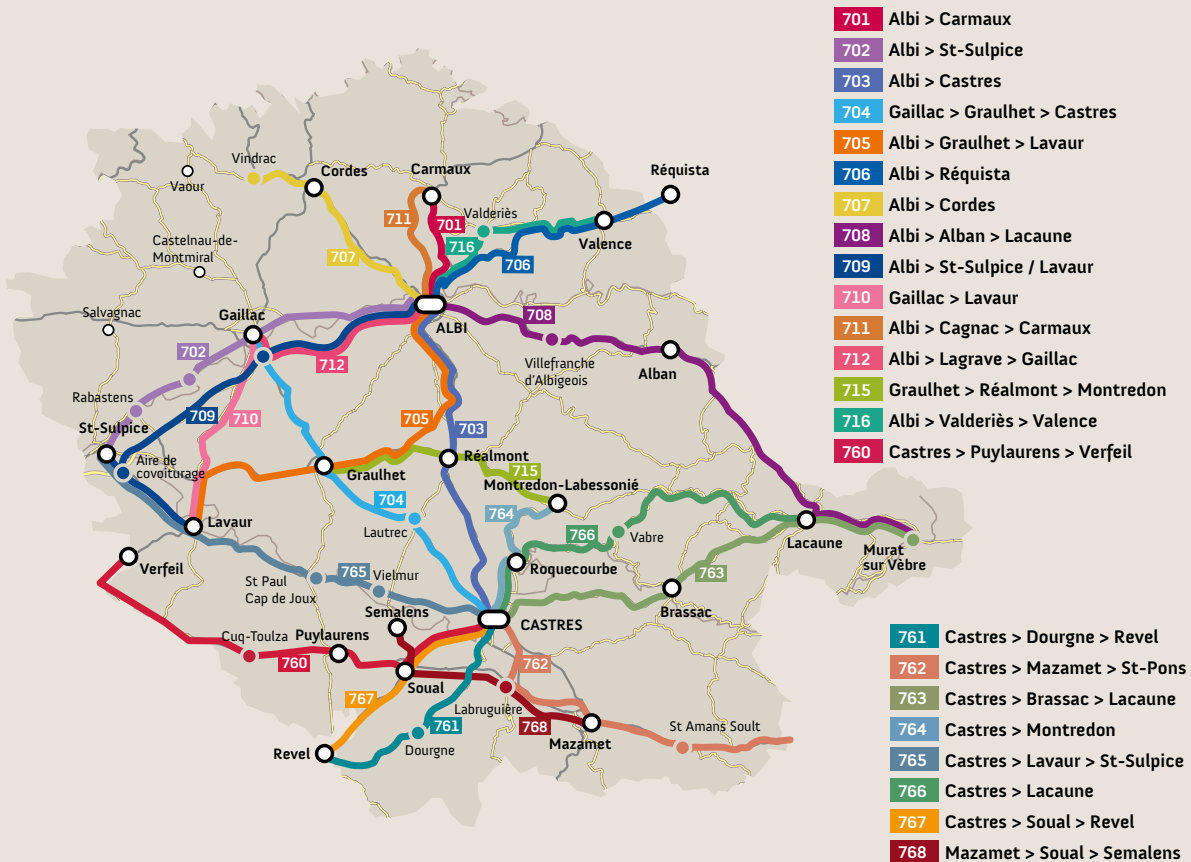 701 Albi > Carmaux
702 Albi > St-Sulpice
703 Albi > Castres
704 Gaillac > Graulhet > Castres
705 Albi > Graulhet > Lavaur
706 Albi > Réquista
707 Albi > Cordes
708 Albi > Alban > Lacaune
709 Albi > St-Sulpice / Lavaur
710 Gaillac > Lavaur
711 Albi > Cagnac > Carmaux
712 Albi > Lagrave > Gaillac
715 Graulhet > Réalmont > Montredon
716 Albi > Valderiès > Valence
760 Castres > Puylaurens > Verfeil
Vindrac
Vaour
Cordes
Carmaux
Réquista
711
701
Valderiès
716
Valence
706
Castelnau-de-
Montmiral
707
Salvagnac
Gaillac
ALBI
708
702
712
Villefranche
d'Albigeois
Alban
Rabastens
709
710
705
703
St-Sulpice
Aire de
covoiturage
Graulhet
Réalmont
715
Montredon-Labessonié
704
Lautrec
764
766
Vabre
Lavaur
Lacaune
Murat
sur Vèbre
Verfeil
St Paul
Cap de Joux
765
Vielmur
Roquecourbe
763
Brassac
Semalens
CASTRES
Cuq-Toulza
Puylaurens
760
762
Soual
767
Labruguière
761
768
Mazamet
St Amans Soult
Revel
Dourgne
761 Castres > Dourgne > Revel
762 Castres > Mazamet > St-Pons
763 Castres > Brassac > Lacaune
764 Castres > Montredon
765 Castres > Lavaur > St-Sulpice
766 Castres > Lacaune
767 Castres > Soual > Revel
768 Mazamet > Soual > Semalens